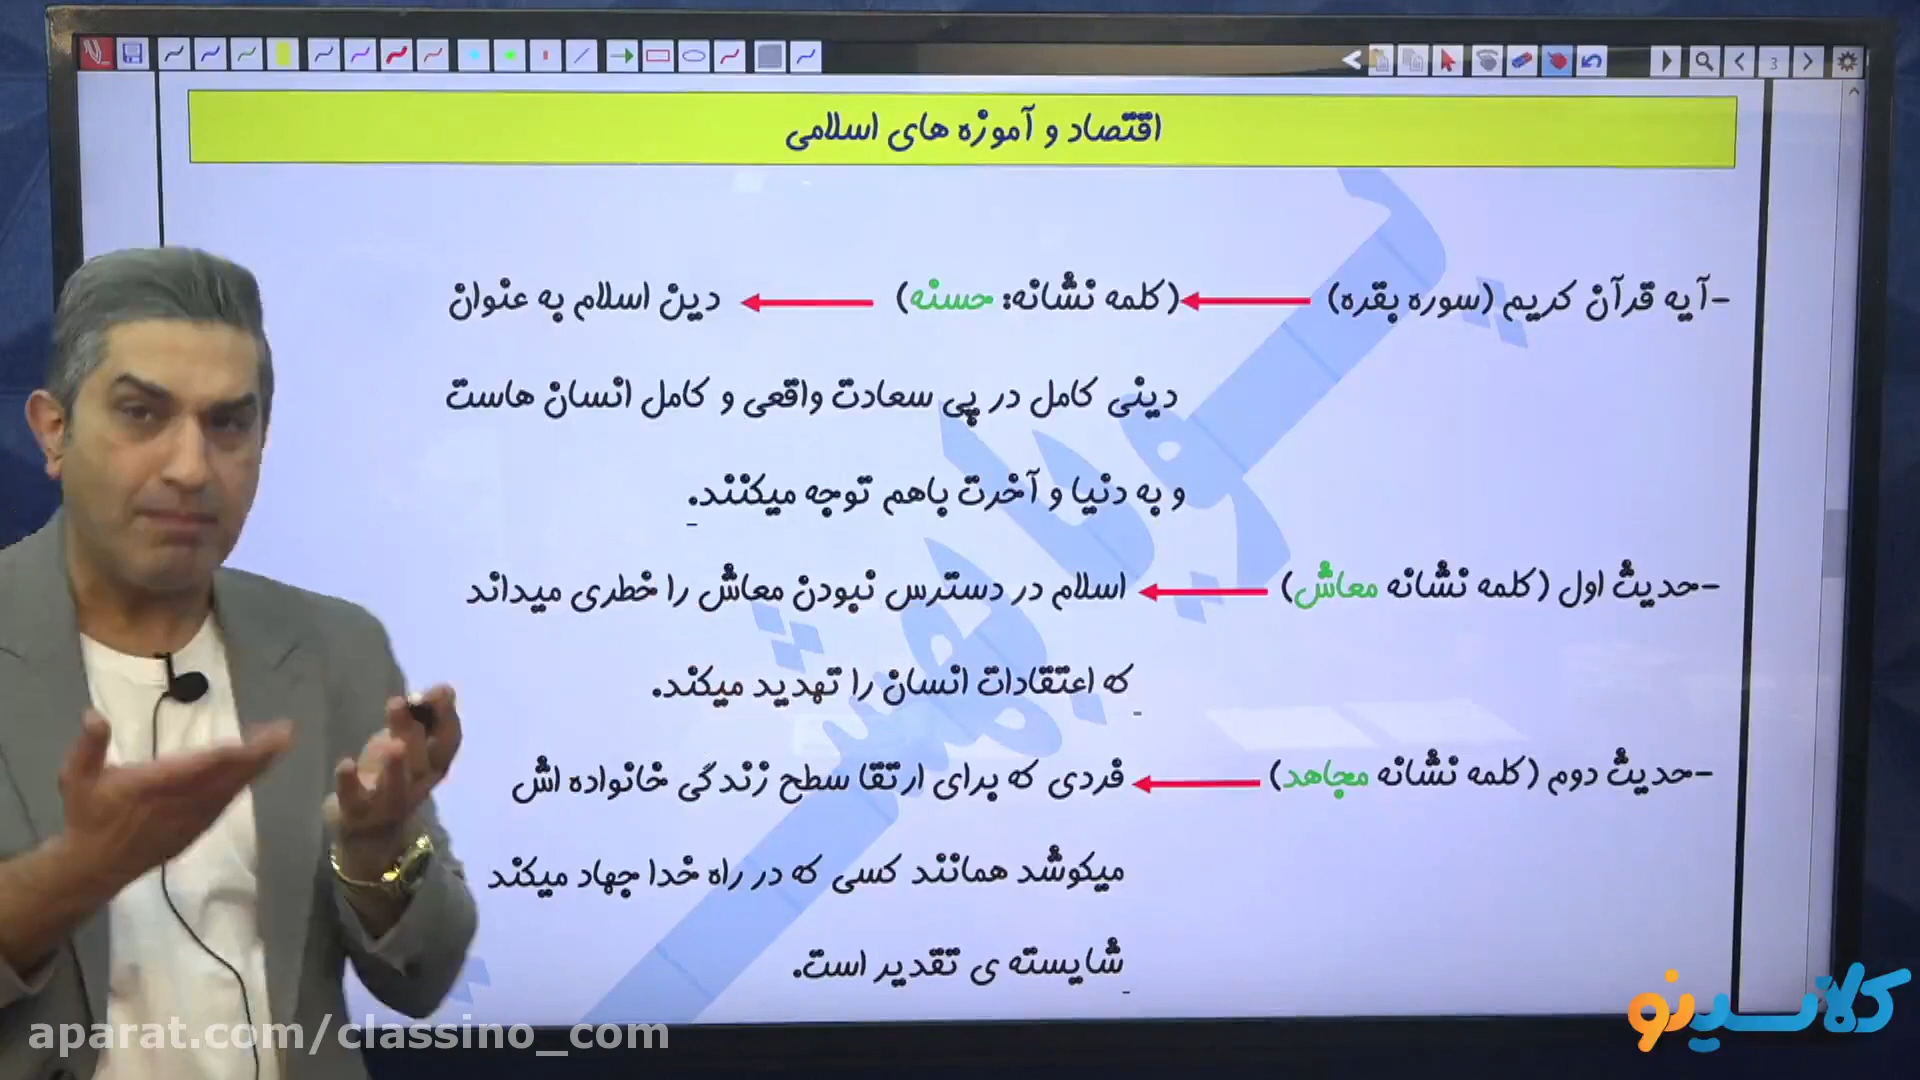 3
اقتصاد و آموزه های اسلامی
-آیه قرآن کریم (سوره بقره) (کلمه نشانه: حسنه) دین اسلام به عنوان
دینی کامل در پی سعادت واقعی و کامل انسان هاست
و به دنیا و آخرت باهم توجه میکنند.
-حدیث اول (کلمه نشانه معاش) اسلام در دسترس نبودن معاش را خطری میداند
که اعتقادات انسان را تهدید میکند.
-حدیث دوم (کلمه نشانه مجاهد) فردی که برای ارتقا سطح زندگی خانواده اش
میکوشد همانند کسی که در راه خدا جهاد میکند
شایسته ی تقدیر است.
کلاسینو
aparat.com/classino_com